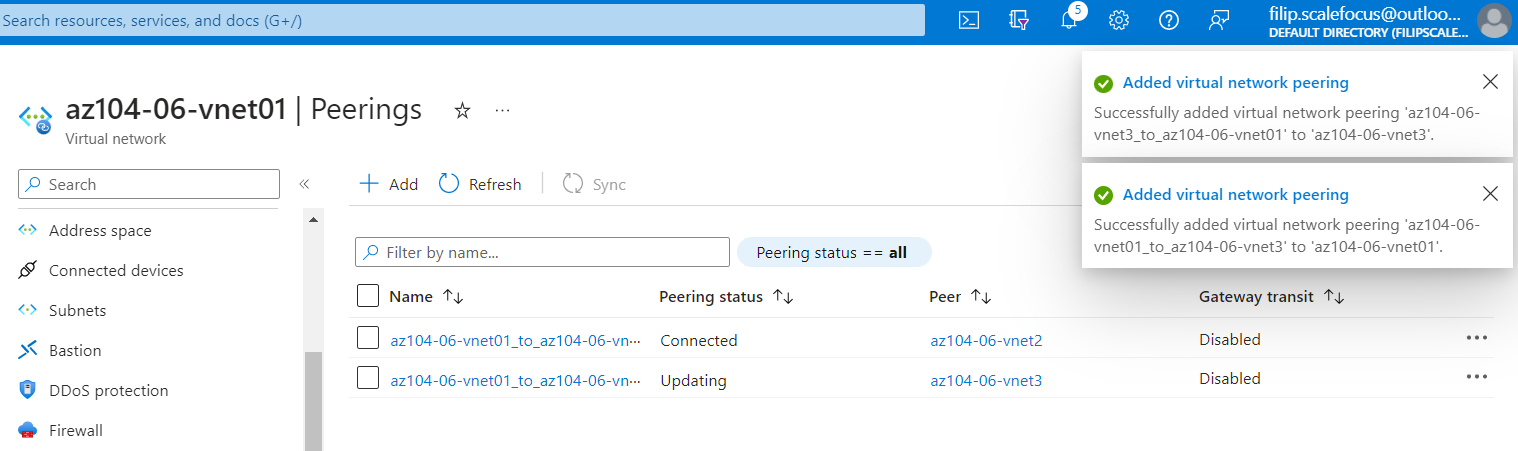 Search resources, services, and docs (G+/)
5
filip.scalefocus@outloo...
DEFAULT DIRECTORY (FILIPSCALE...
az104-06-vnet01 | Peerings
...
Virtual network
Added virtual network peering
Successfully added virtual network peering 'az104-06-
vnet3_to_az104-06-vnet01' to 'az104-06-vnet3'.
Added virtual network peering
Successfully added virtual network peering 'az104-06-
vnet01_to_az104-06-vnet3' to 'az104-06-vnet01'.
Search
Address space
Connected devices
Subnets
Bastion
DDoS protection
Firewall
Add Refresh Sync
Filter by name...
Peering status == all
Name Peering status Peer Gateway transit
az104-06-vnet01_to_az104-06-vn... Connected az104-06-vnet2 Disabled
az104-06-vnet01_to_az104-06-vn... Updating az104-06-vnet3 Disabled